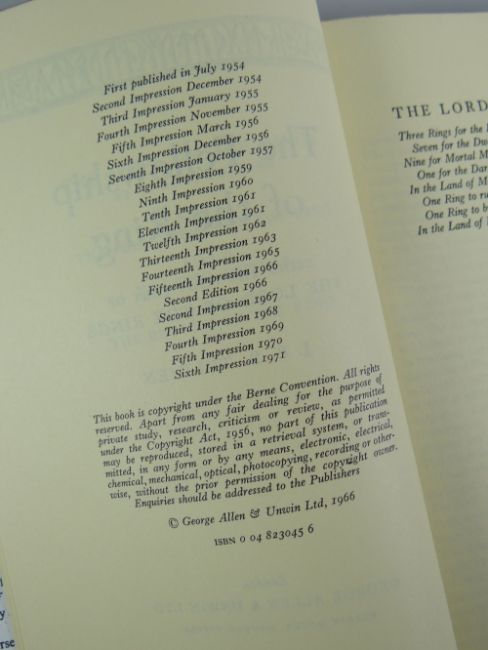 First published in July 1954
Second Impression December 1954
Third Impression January 1955
Fourth Impression November 1955
Fifth Impression March 1956
Sixth Impression December 1956
Seventh Impression October 1957
Eighth Impression 1959
Ninth Impression 1960
Tenth Impression 1961
Eleventh Impression 1961
Twelfth Impression 1962
Thirteenth Impression 1963
Fourteenth Impression 1965
Fifteenth Impression 1966
Second Edition 1966
Second Impression 1967
Third Impression 1968
Fourth Impression 1969
Fifth Impression 1970
Sixth Impression 1971
This book is copyright under the Berne Convention. All rights
reserved. Apart from any fair dealing for the purpose of
private study, research, criticism or review, as permitted
under the Copyright Act, 1956, no part of this publication
may be reproduced, stored in a retrieval system, or trans-
mitted, in any form or by any means, electronic, electrical,
chemical, mechanical, optical, photocopying, recording or other-
wise, without the prior permission of the copyright owner.
Enquiries should be addressed to the Publishers
© George Allen & Unwin Ltd, 1966
ISBN 0 04 823045 6
THE LORD
Three Rings for the
Seven for the
Nine for Mortal
One for the
In the Land of
One Ring to
One Ring to
In the Land of